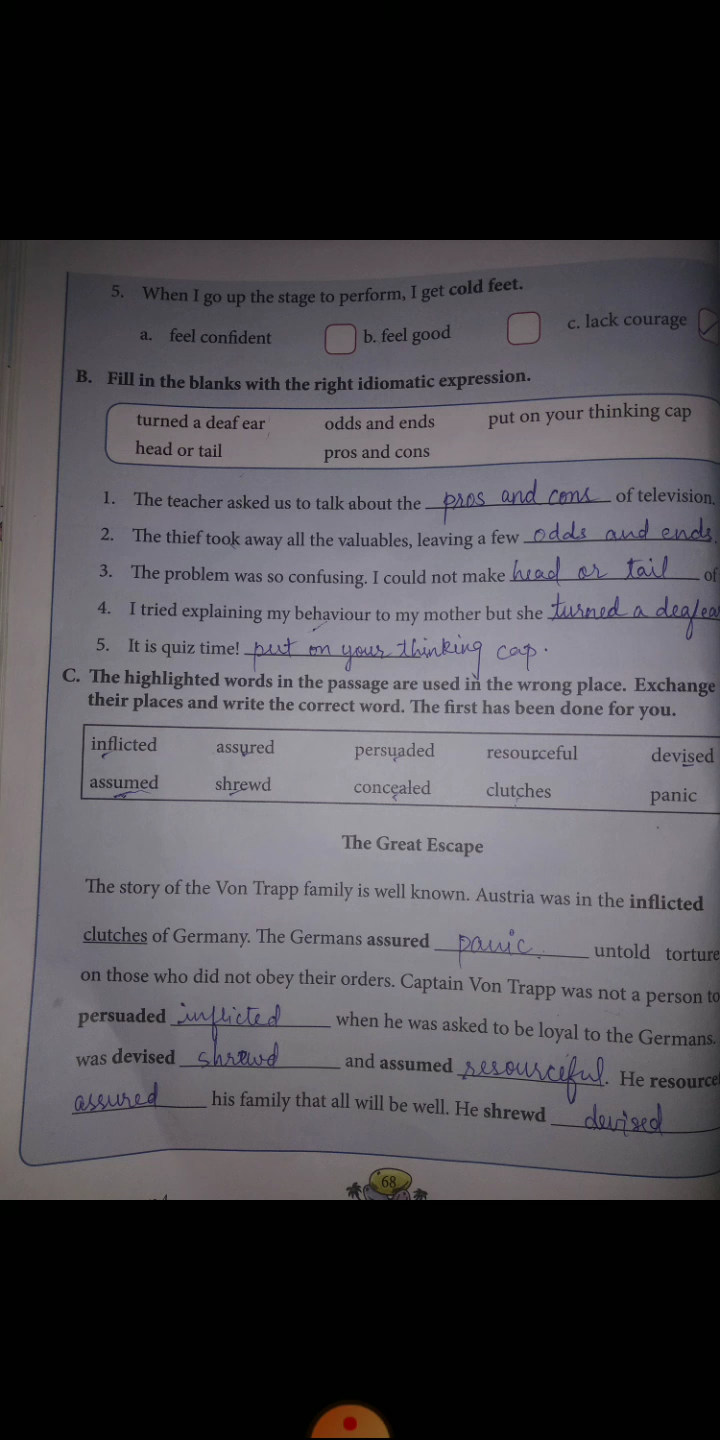 5. When I go up the stage to perform, I get cold feet.
a. feel confident b. feel good c. lack courage
B. Fill in the blanks with the right idiomatic expression.
turned a deaf ear odds and ends put on your thinking cap
head or tail pros and cons
1. The teacher asked us to talk about the pros and cons of television.
2. The thief took away all the valuables, leaving a few odds and ends.
3. The problem was so confusing. I could not make head or tail of
4. I tried explaining my behaviour to my mother but she turned a deaf ear
5. It is quiz time! put on your thinking cap.
C. The highlighted words in the passage are used in the wrong place. Exchange
their places and write the correct word. The first has been done for you.
inflicted assured persuaded resourceful devised
assumed shrewd concealed clutches panic
The Great Escape
The story of the Von Trapp family is well known. Austria was in the inflicted
clutches of Germany. The Germans assured panic. untold torture
on those who did not obey their orders. Captain Von Trapp was not a person to
persuaded inflicted when he was asked to be loyal to the Germans.
was devised shrewd and assumed resourceful. He resource
assured his family that all will be well. He shrewd devised
68